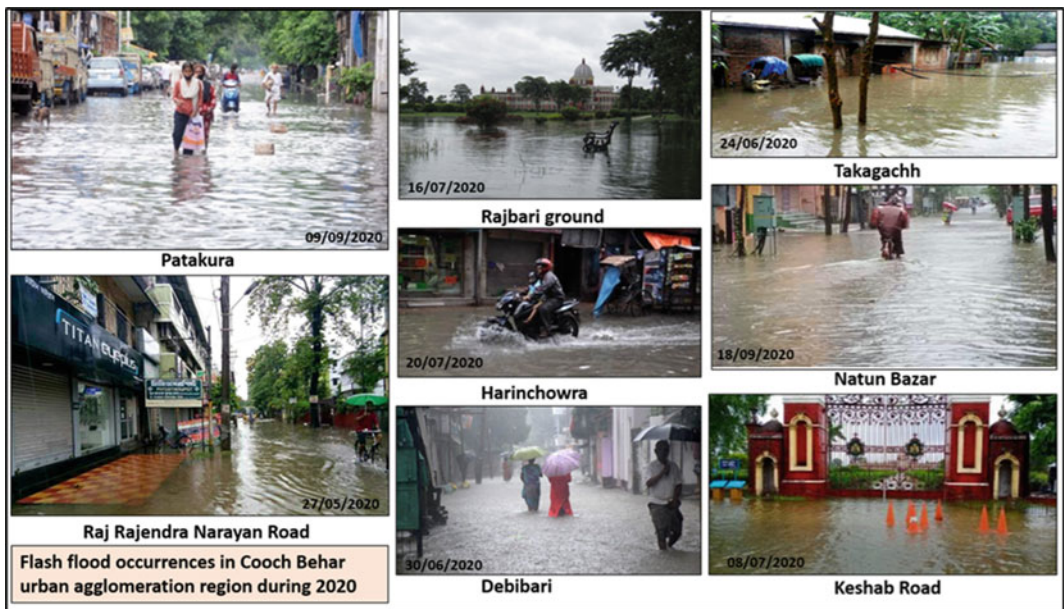 09/09/2020
Patakura
16/07/2020
Rajbari ground
24/06/2020
Takagachh
20/07/2020
Harinchowra
18/09/2020
Natun Bazar
TITAN eyeplus
27/05/2020
Raj Rajendra Narayan Road
30/06/2020
Debibari
08/07/2020
Keshab Road
Flash flood occurrences in Cooch Behar
urban agglomeration region during 2020